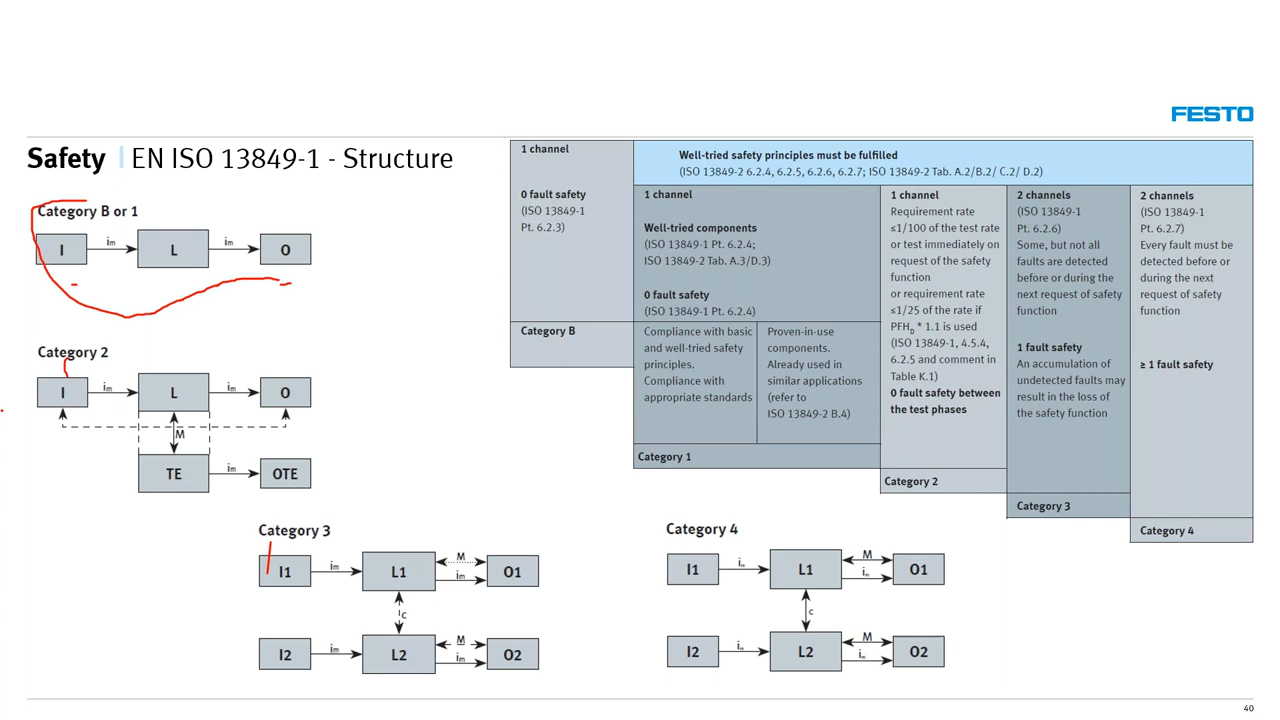 FESTO
Safety | EN ISO 13849-1 - Structure
Category B or 1
I
im
L
im
O
Category 2
I
im
L
im
O
M
TE
im
OTE
Category 3
I1
im
L1
M
im
O1
c
I2
im
L2
M
im
O2
Category 4
I1
im
L1
M
im
O1
c
I2
im
L2
M
im
O2
1 channel
0 fault safety
(ISO 13849-1
Pt. 6.2.3)
Category B
Well-tried safety principles must be fulfilled
(ISO 13849-2 6.2.4, 6.2.5, 6.2.6, 6.2.7; ISO 13849-2 Tab. A.2/B.2/ C.2/ D.2)
1 channel
Well-tried components
(ISO 13849-1 Pt. 6.2.4;
ISO 13849-2 Tab. A.3/D.3)
0 fault safety
(ISO 13849-1 Pt. 6.2.4)
Compliance with basic
and well-tried safety
principles.
Compliance with
appropriate standards
Proven-in-use
components.
Already used in
similar applications
(refer to
ISO 13849-2 B.4)
Category 1
1 channel
Requirement rate
≤1/100 of the test rate
or test immediately on
request of the safety
function
or requirement rate
≤1/25 of the rate if
PFHD * 1.1 is used
(ISO 13849-1, 4.5.4,
6.2.5 and comment in
Table K.1)
0 fault safety between
the test phases
Category 2
2 channels
(ISO 13849-1
Pt. 6.2.6)
Some, but not all
faults are detected
before or during the
next request of safety
function
1 fault safety
An accumulation of
undetected faults may
result in the loss of
the safety function
Category 3
2 channels
(ISO 13849-1
Pt. 6.2.7)
Every fault must be
detected before or
during the next
request of safety
function
≥ 1 fault safety
Category 4
40